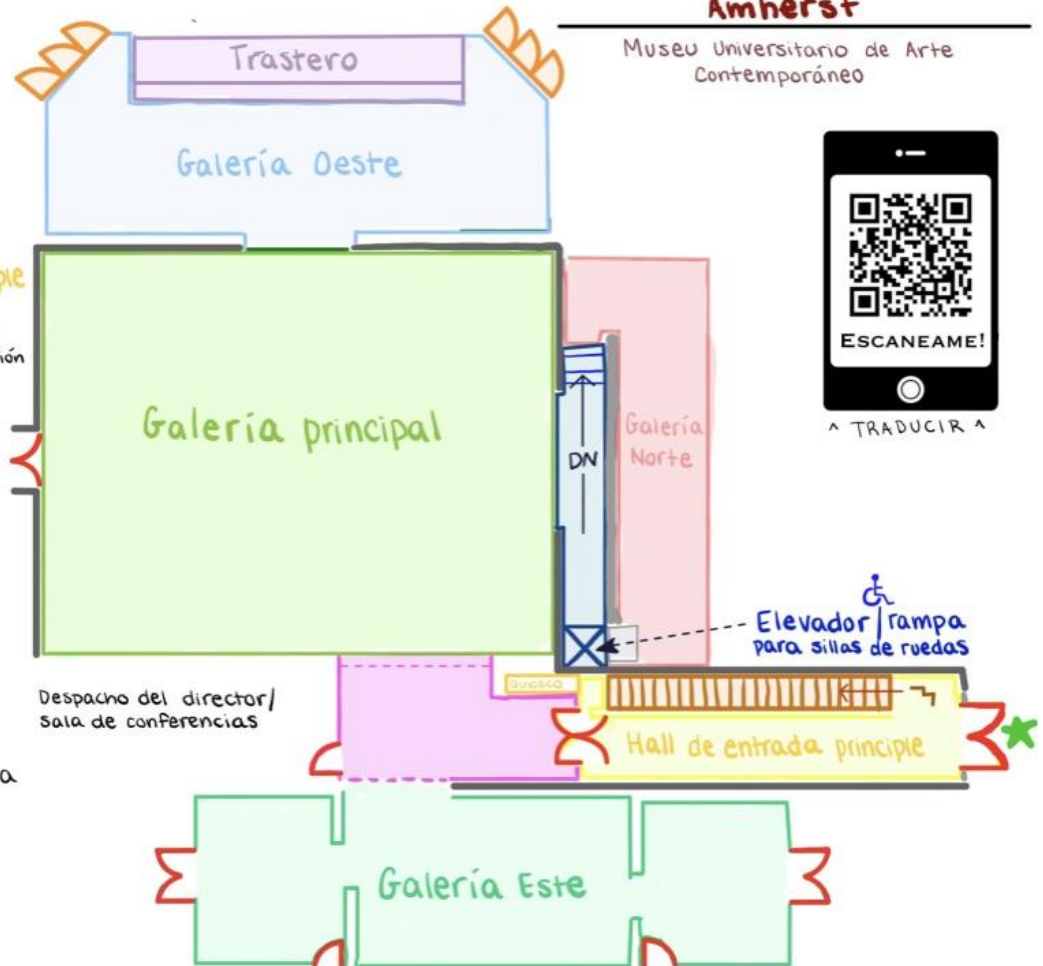 Amherst
Museu Universitario de Arte
Contemporáneo
Trastero
Galería Oeste
ESCANEAME!
^ TRADUCIR ^
Galería principal
Galería
Norte
DN
Elevador/rampa
para sillas de ruedas
Despacho del director/
sala de conferencias
QUIOSCO
Hall de entrada principle
Galería Este